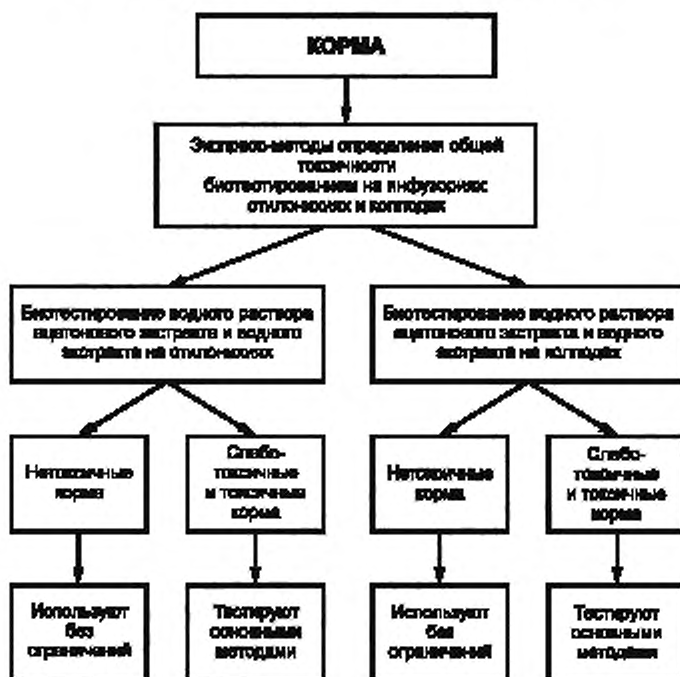 КОРМА
Экспресс-методы определения общей
токсичности
биотестированием на инфузориях
стилонихиях и колподах
Биотестирование водного раствора
ацетонового экстракта и водного
экстракта на стилонихиях
Биотестирование водного раствора
ацетонового экстракта и водного
экстракта на колподах
Нетоксичные
корма
Слабо-
токсичные
и токсичные
корма
Нетоксичные
корма
Слабо-
токсичные
и токсичные
корма
Используют
без
ограничений
Тестируют
основными
методами
Используют
без
ограничений
Тестируют
основными
методами